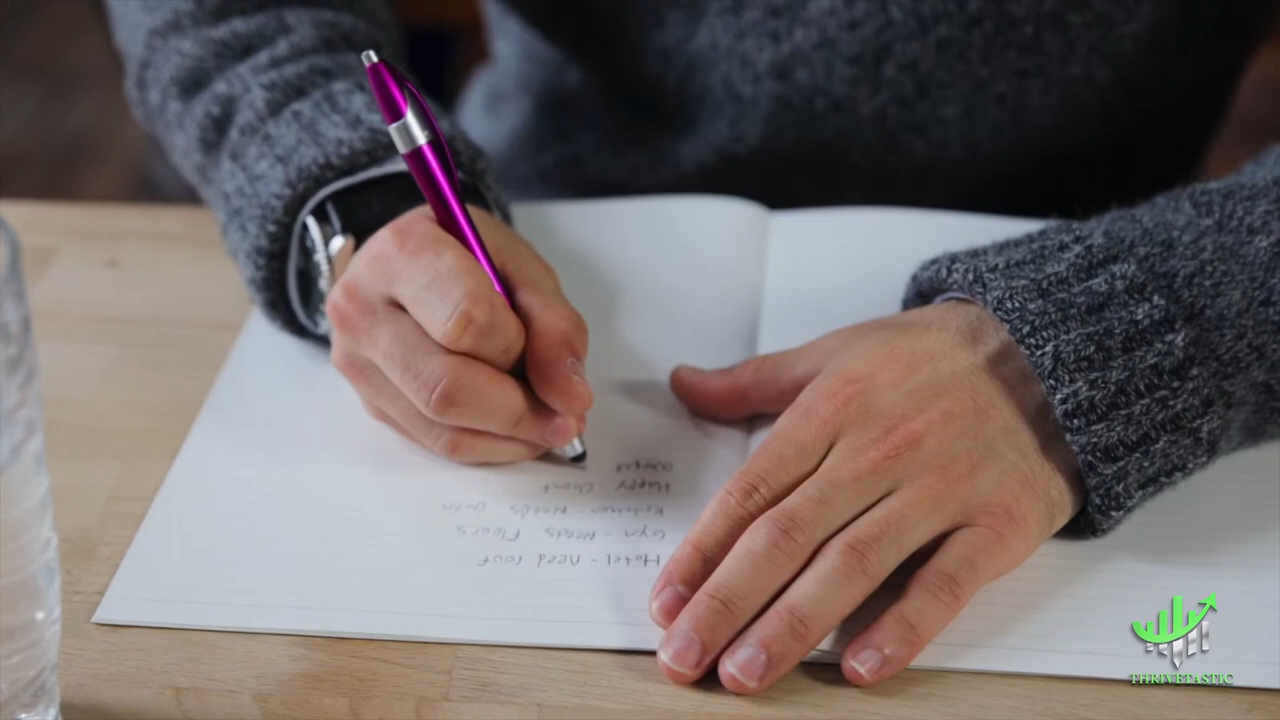 Hotel - need roof
Gym - Needs Floors
Kitchen - Needs Oven
Happy Client
THRIVETASTIC